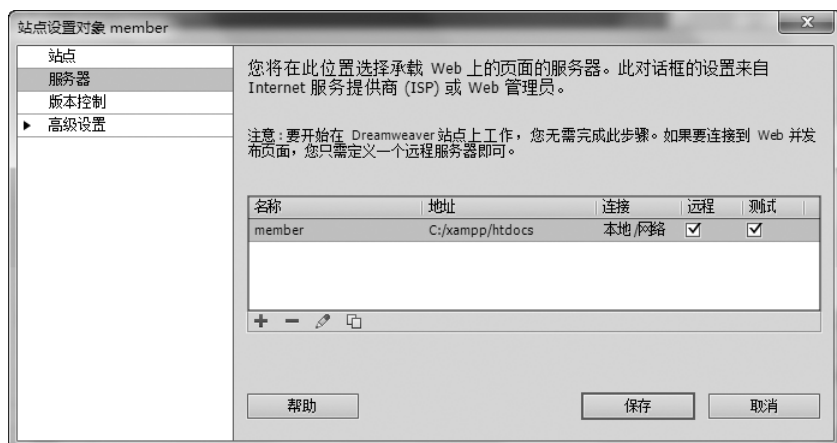 站点设置对象 member
站点
服务器
版本控制
高级设置
您将在此位置选择承载 Web 上的页面的服务器。此对话框的设置来自
Internet 服务提供商 (ISP) 或 Web 管理员。
注意:要开始在 Dreamweaver 站点上工作，您无需完成此步骤。如果要连接到 Web 并发
布页面，您只需定义一个远程服务器即可。
名称 地址 连接 远程 测试
member C:/xampp/htdocs 本地/网络
帮助 保存 取消